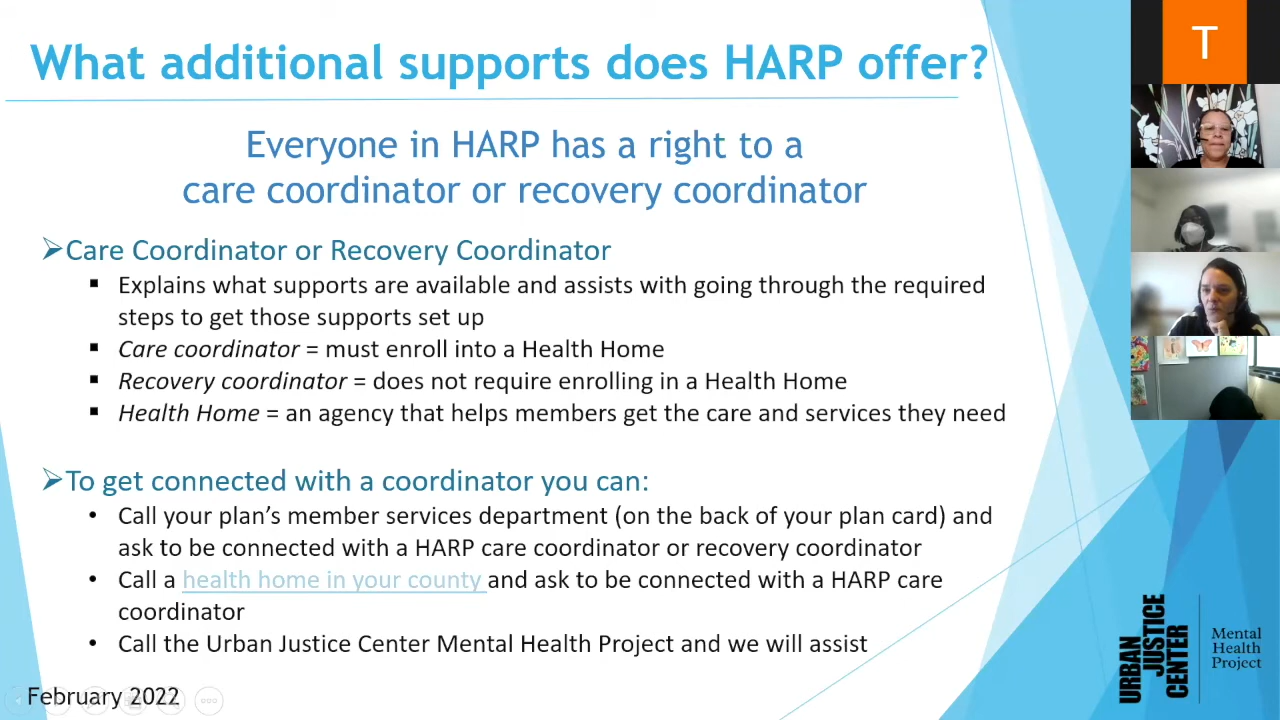 What additional supports does HARP offer?
T
Everyone in HARP has a right to a
care coordinator or recovery coordinator
➢Care Coordinator or Recovery Coordinator
▪ Explains what supports are available and assists with going through the required
steps to get those supports set up
▪ Care coordinator = must enroll into a Health Home
▪ Recovery coordinator = does not require enrolling in a Health Home
▪ Health Home = an agency that helps members get the care and services they need
➢To get connected with a coordinator you can:
• Call your plan’s member services department (on the back of your plan card) and
ask to be connected with a HARP care coordinator or recovery coordinator
• Call a health home in your county and ask to be connected with a HARP care
coordinator
• Call the Urban Justice Center Mental Health Project and we will assist
URBAN
JUSTICE
CENTER
Mental
Health
Project
February 2022